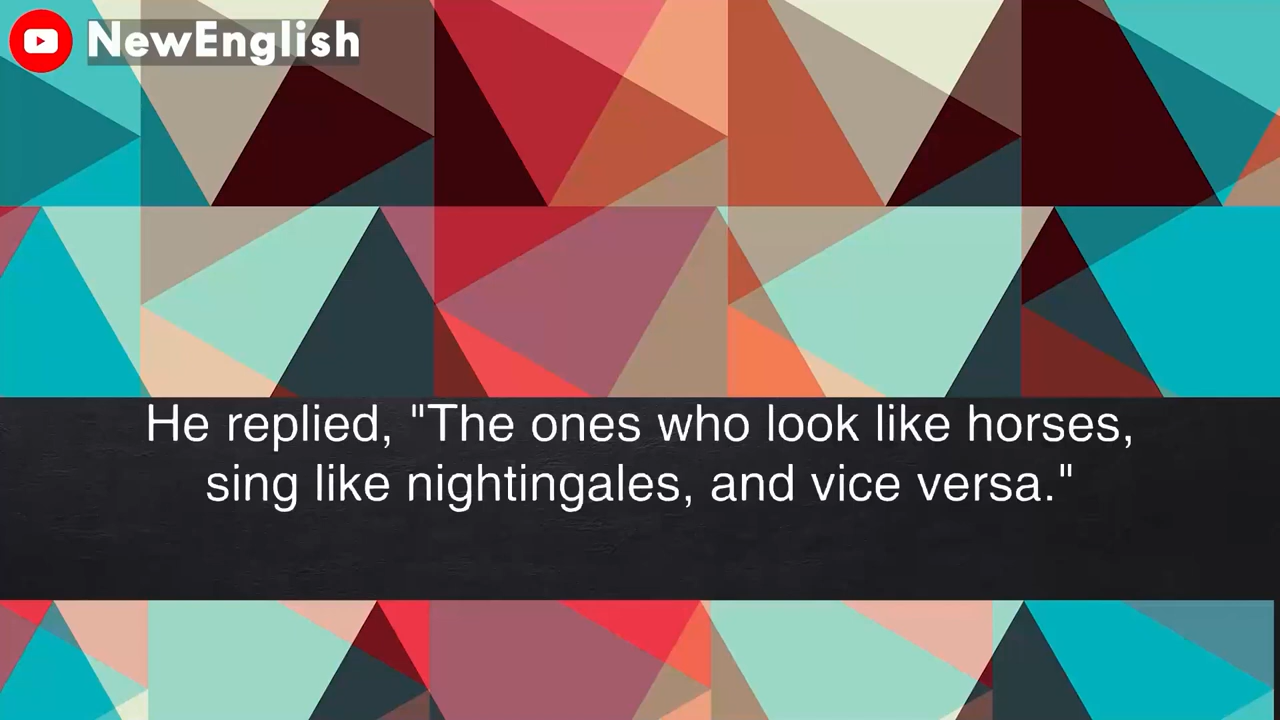 NewEnglish
He replied, "The ones who look like horses,
sing like nightingales, and vice versa."